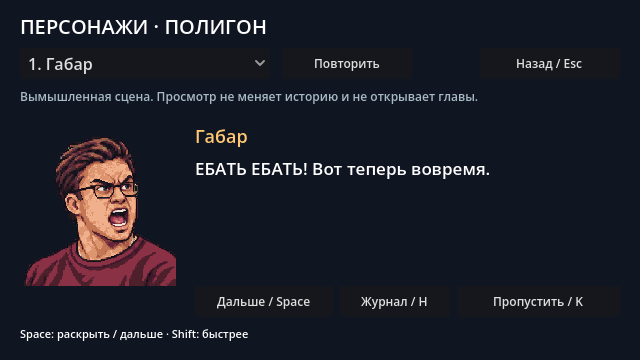 ПЕРСОНАЖИ · ПОЛИГОН
1. Габар
Повторить
Назад / Esc
Вымышленная сцена. Просмотр не меняет историю и не открывает главы.
Габар
ЕБАТЬ ЕБАТЬ! Вот теперь вовремя.
Дальше / Space
Журнал / H
Пропустить / K
Space: раскрыть / дальше · Shift: быстрее